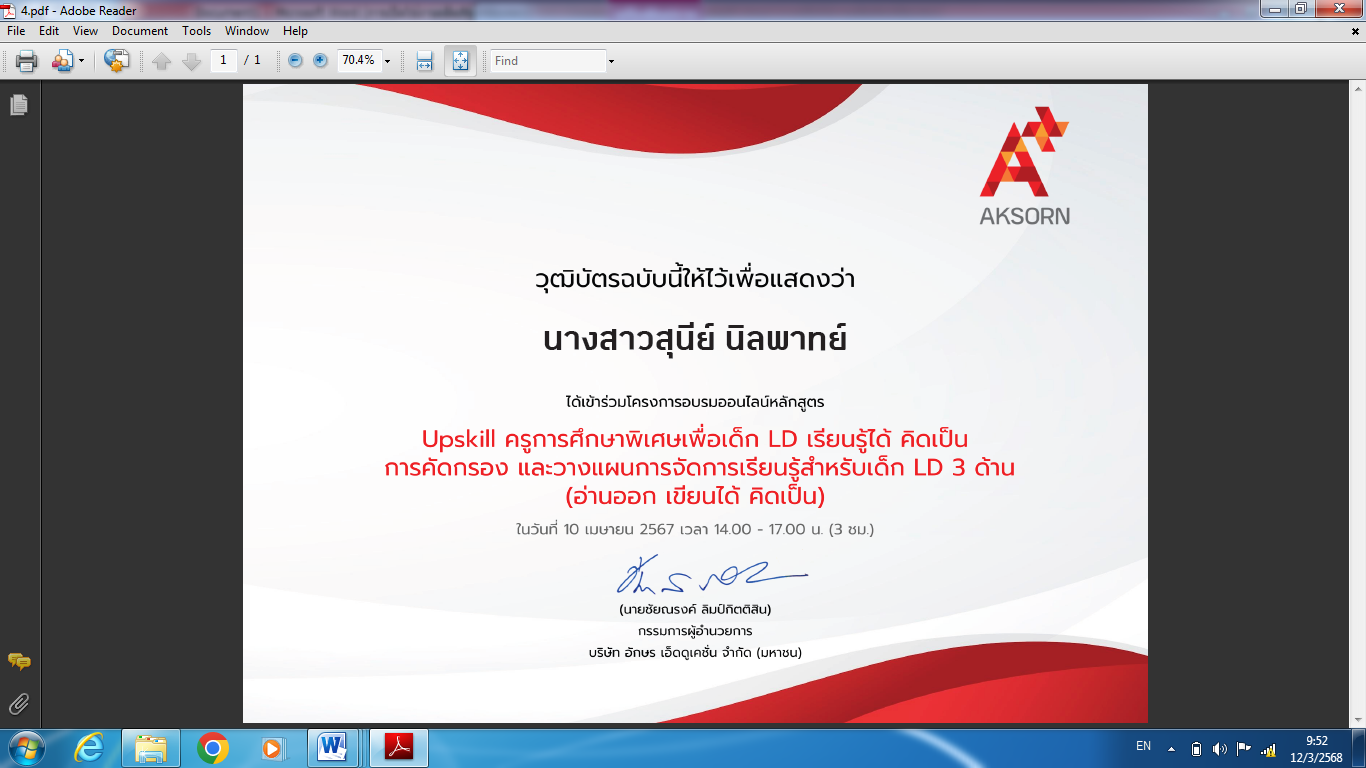 4.pdf - Adobe Reader
File Edit View Document Tools Window Help
1 / 1 70.4% Find
AKSORN
วุฒิบัตรฉบับนี้ให้ไว้เพื่อแสดงว่า
นางสาวสุนีย์ นิลพาทย์
ได้เข้าร่วมโครงการอบรมออนไลน์หลักสูตร
Upskill ครูการศึกษาพิเศษเพื่อเด็ก LD เรียนรู้ได้ คิดเป็น
การคัดกรอง และวางแผนการจัดการเรียนรู้สำหรับเด็ก LD 3 ด้าน
(อ่านออก เขียนได้ คิดเป็น)
ในวันที่ 10 เมษายน 2567 เวลา 14.00 - 17.00 น. (3 ชม.)
(นายชัยณรงค์ ลิมป์กิตติสิน)
กรรมการผู้อำนวยการ
บริษัท อักษร เอ็ดดูเคชั่น จำกัด (มหาชน)
EN
9:52
12/3/2568